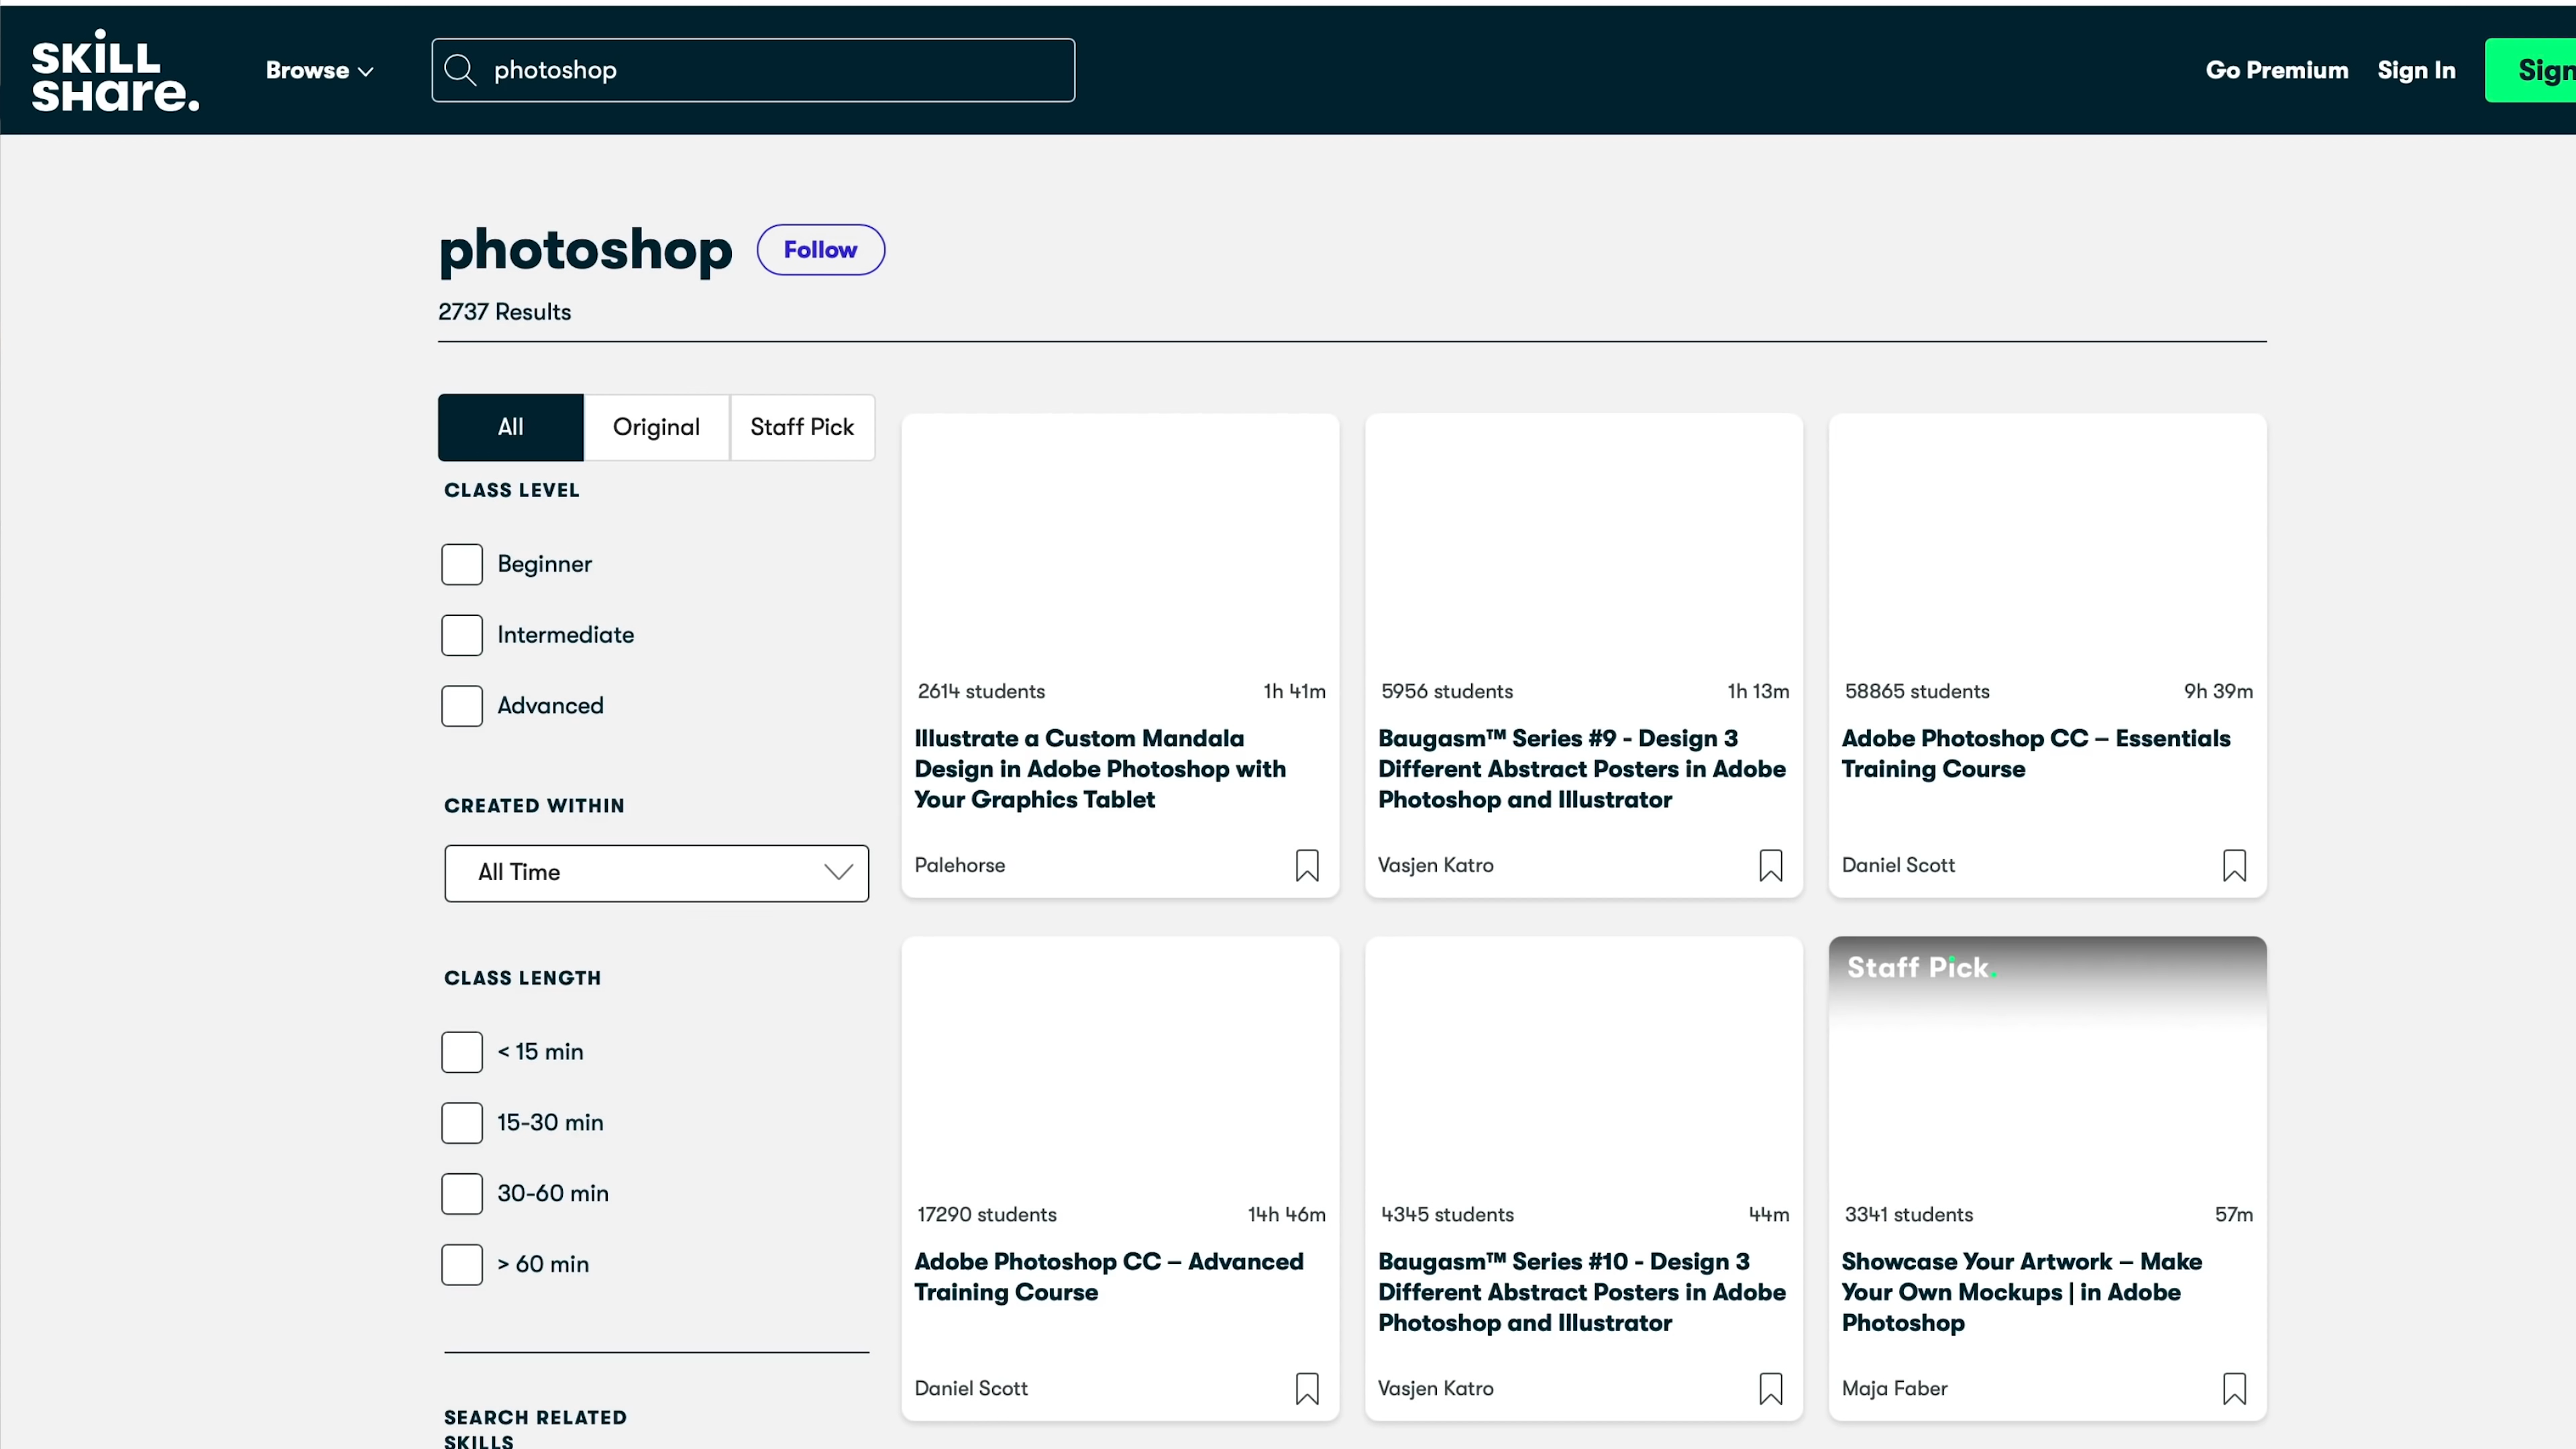 SKiLL
SHare.
Browse
photoshop
Go Premium
Sign In
Sign
photoshop
Follow
2737 Results
All
Original
Staff Pick
CLASS LEVEL
Beginner
Intermediate
Advanced
CREATED WITHIN
All Time
CLASS LENGTH
< 15 min
15-30 min
30-60 min
> 60 min
SEARCH RELATED
SKILLS
2614 students
1h 41m
Illustrate a Custom Mandala
Design in Adobe Photoshop with
Your Graphics Tablet
Palehorse
5956 students
1h 13m
Baugasm™ Series #9 - Design 3
Different Abstract Posters in Adobe
Photoshop and Illustrator
Vasjen Katro
58865 students
9h 39m
Adobe Photoshop CC – Essentials
Training Course
Daniel Scott
17290 students
14h 46m
Adobe Photoshop CC – Advanced
Training Course
Daniel Scott
4345 students
44m
Baugasm™ Series #10 - Design 3
Different Abstract Posters in Adobe
Photoshop and Illustrator
Vasjen Katro
Staff Pick.
3341 students
57m
Showcase Your Artwork – Make
Your Own Mockups | in Adobe
Photoshop
Maja Faber